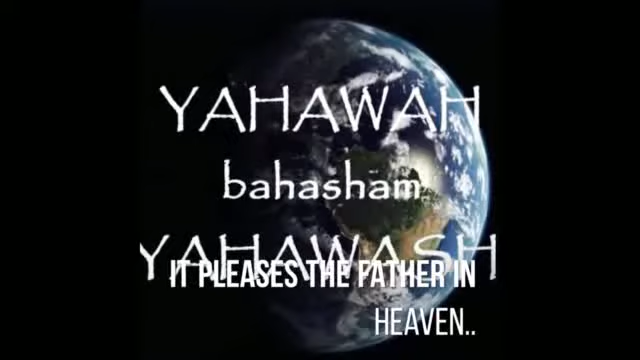 YAHAWAH
bahasham
YAHAWASH
IT PLEASES THE FATHER IN
HEAVEN..